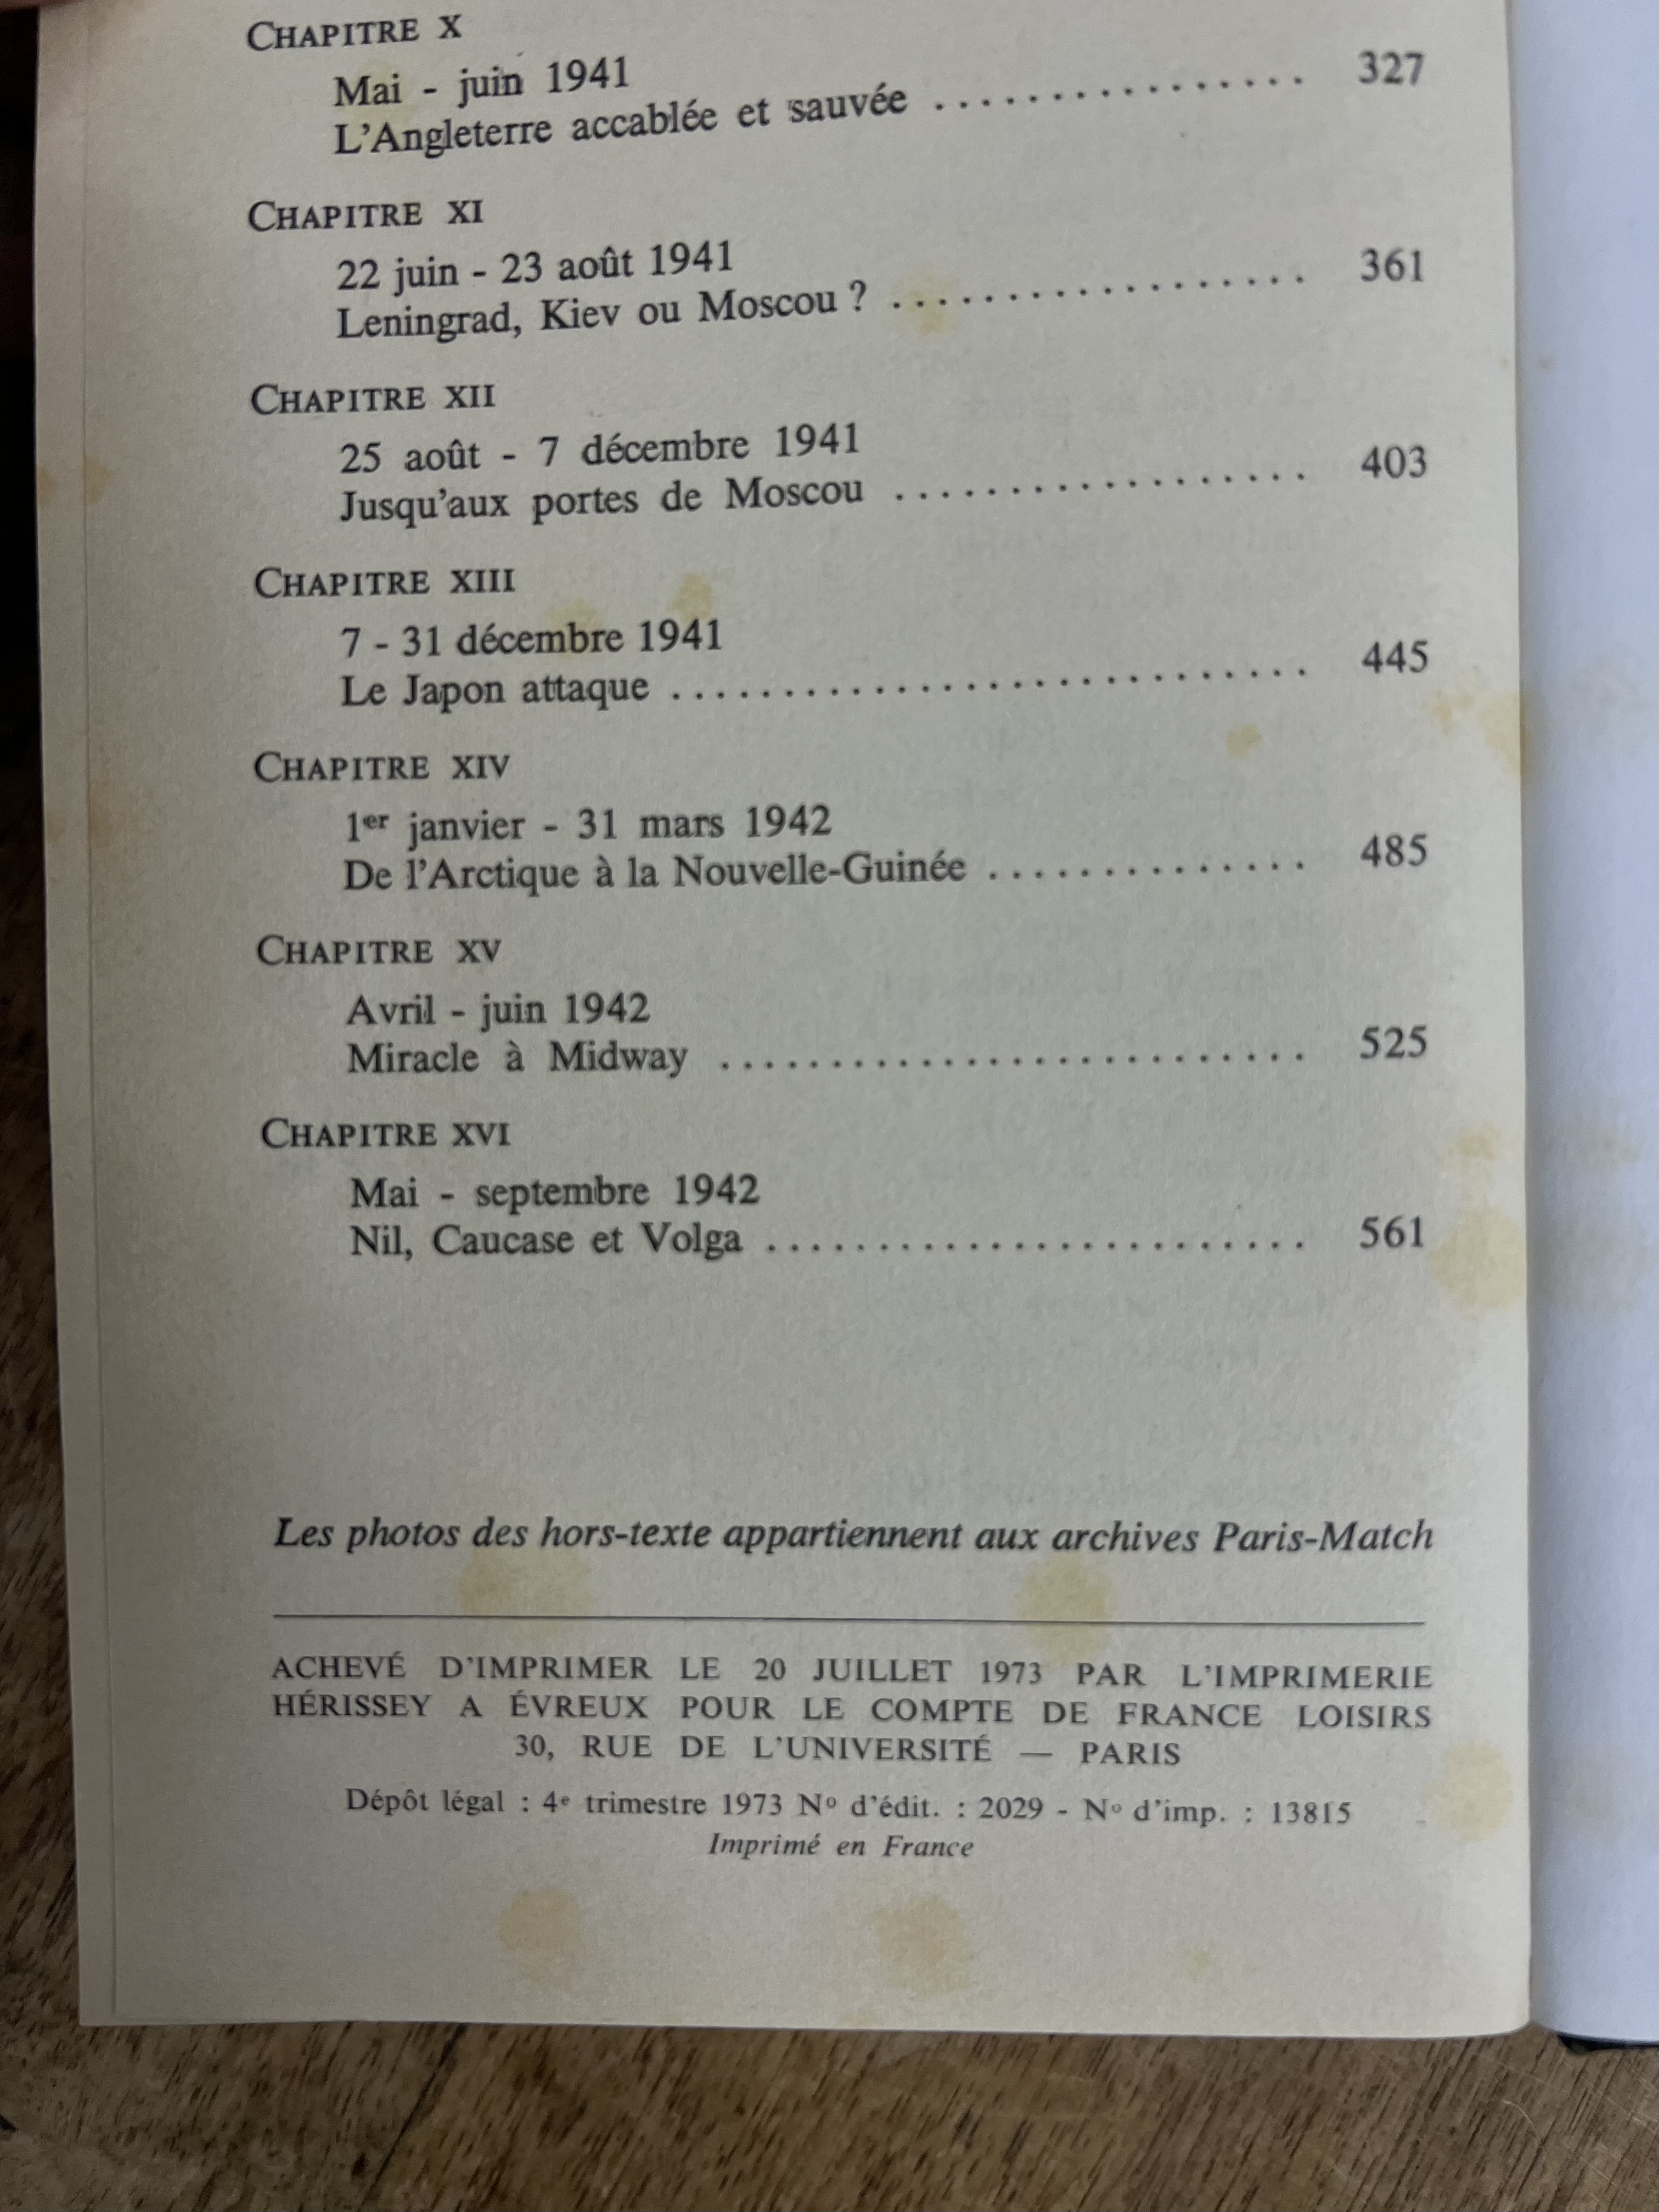 CHAPITRE X
Mai - juin 1941
L'Angleterre accablée et sauvée ................ 327
CHAPITRE XI
22 juin - 23 août 1941
Leningrad, Kiev ou Moscou ? .................. 361
CHAPITRE XII
25 août - 7 décembre 1941
Jusqu'aux portes de Moscou .................. 403
CHAPITRE XIII
7 - 31 décembre 1941
Le Japon attaque ............................ 445
CHAPITRE XIV
1er janvier - 31 mars 1942
De l'Arctique à la Nouvelle-Guinée .............. 485
CHAPITRE XV
Avril - juin 1942
Miracle à Midway .......................... 525
CHAPITRE XVI
Mai - septembre 1942
Nil, Caucase et Volga ........................ 561
Les photos des hors-texte appartiennent aux archives Paris-Match
ACHEVÉ D'IMPRIMER LE 20 JUILLET 1973 PAR L'IMPRIMERIE
HÉRISSEY A ÉVREUX POUR LE COMPTE DE FRANCE LOISIRS
30, RUE DE L'UNIVERSITÉ — PARIS
Dépôt légal : 4e trimestre 1973 No d'édit. : 2029 - No d'imp. : 13815
Imprimé en France